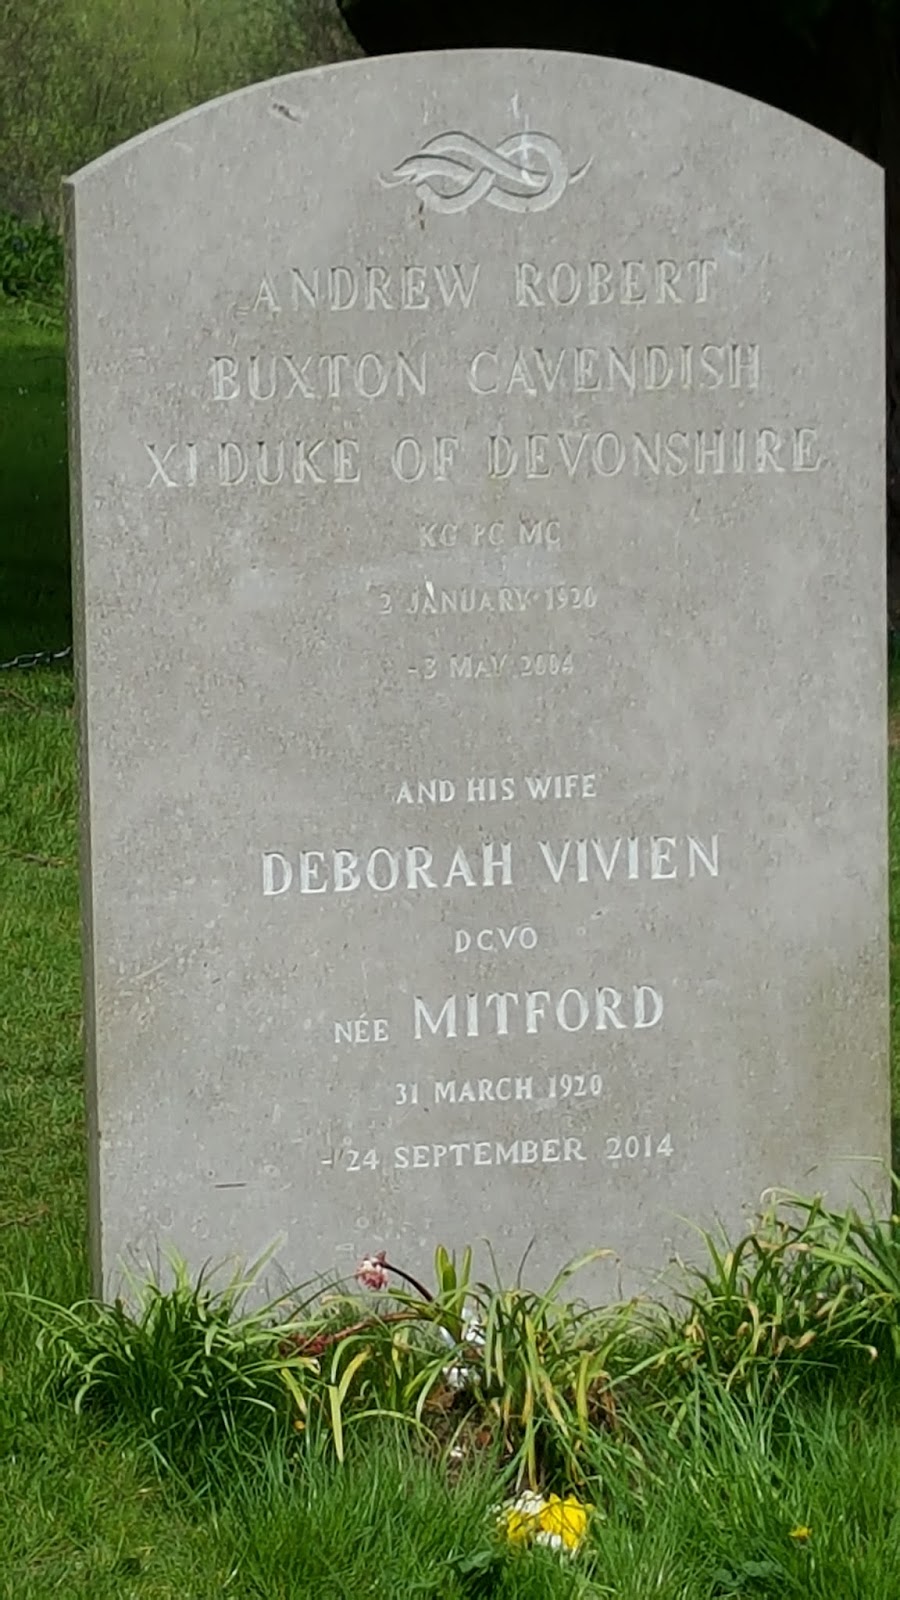 ANDREW ROBERT
BUXTON CAVENDISH
XI DUKE OF DEVONSHIRE
KG PC MC
2 JANUARY 1920
- 3 MAY 2004
AND HIS WIFE
DEBORAH VIVIEN
DCVO
NÉE MITFORD
31 MARCH 1920
- 24 SEPTEMBER 2014